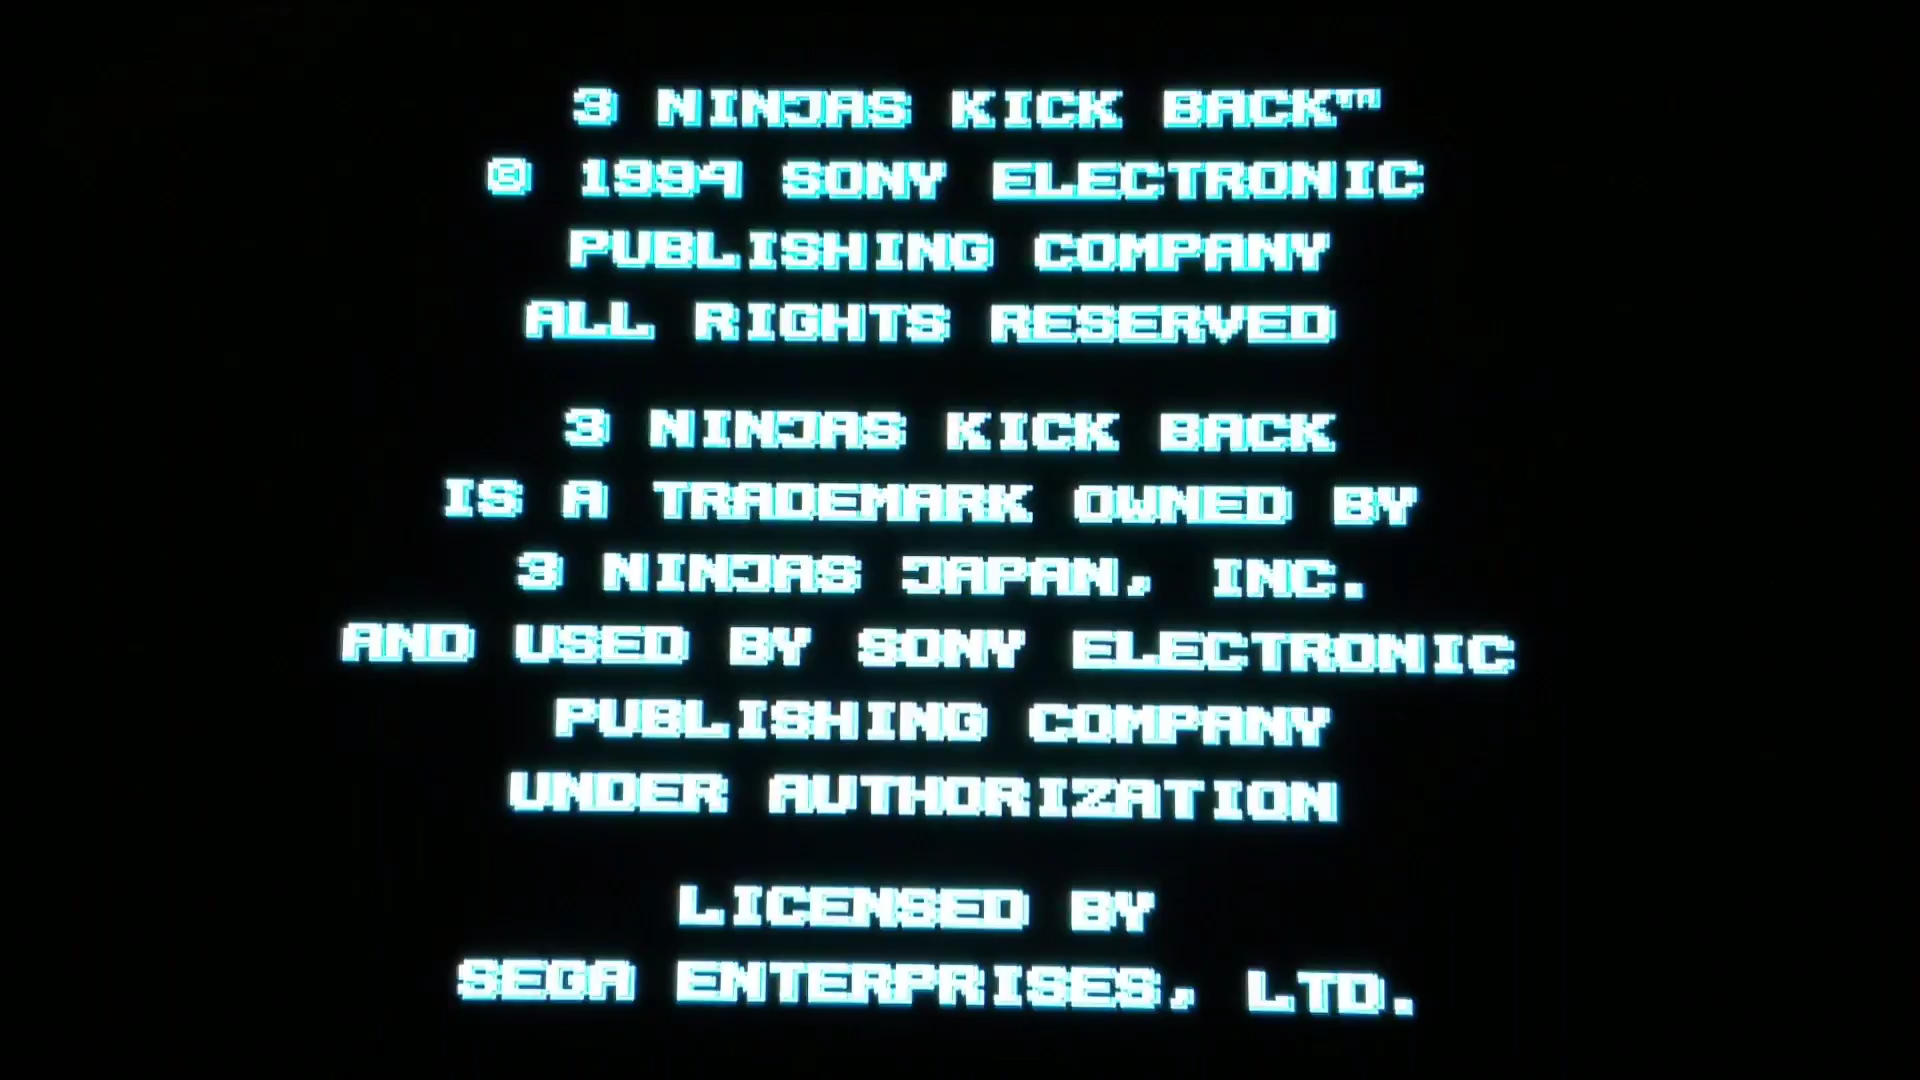 3 NINJAS KICK BACK™
© 1994 SONY ELECTRONIC
PUBLISHING COMPANY
ALL RIGHTS RESERVED
3 NINJAS KICK BACK
IS A TRADEMARK OWNED BY
3 NINJAS JAPAN, INC.
AND USED BY SONY ELECTRONIC
PUBLISHING COMPANY
UNDER AUTHORIZATION
LICENSED BY
SEGA ENTERPRISES, LTD.